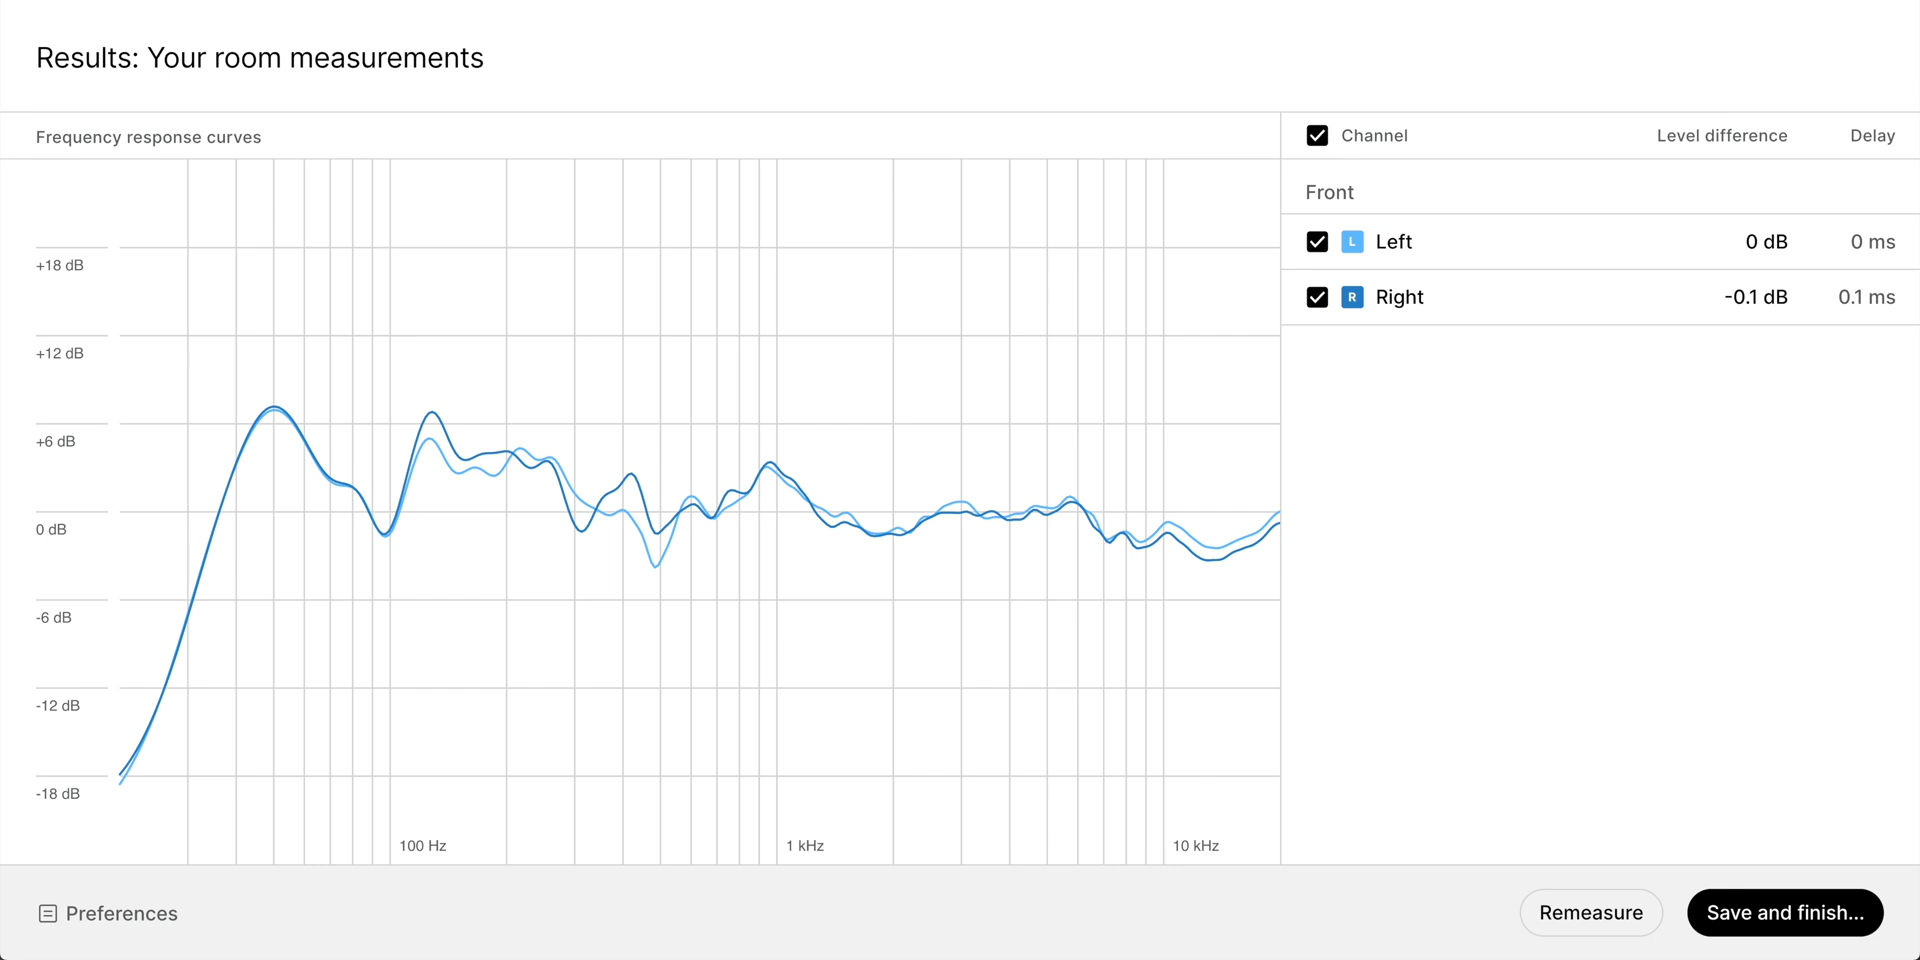 Results: Your room measurements
Frequency response curves
Channel Level difference Delay
Front
L Left 0 dB 0 ms
R Right -0.1 dB 0.1 ms
+18 dB
+12 dB
+6 dB
0 dB
-6 dB
-12 dB
-18 dB
100 Hz 1 kHz 10 kHz
Preferences Remeasure Save and finish...